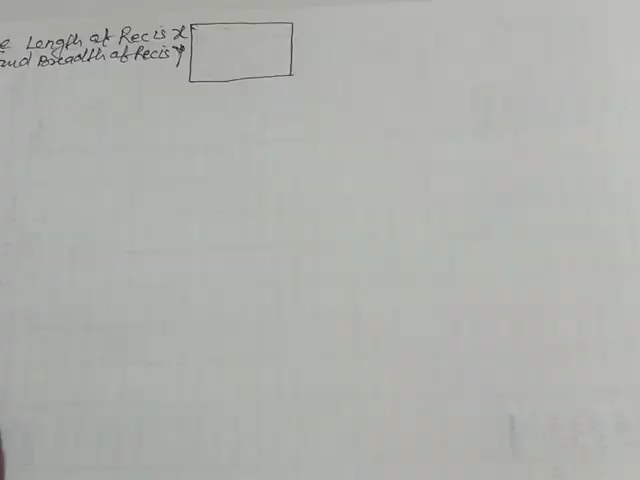 e Length of Rec is x
and Breadth of Rec is y